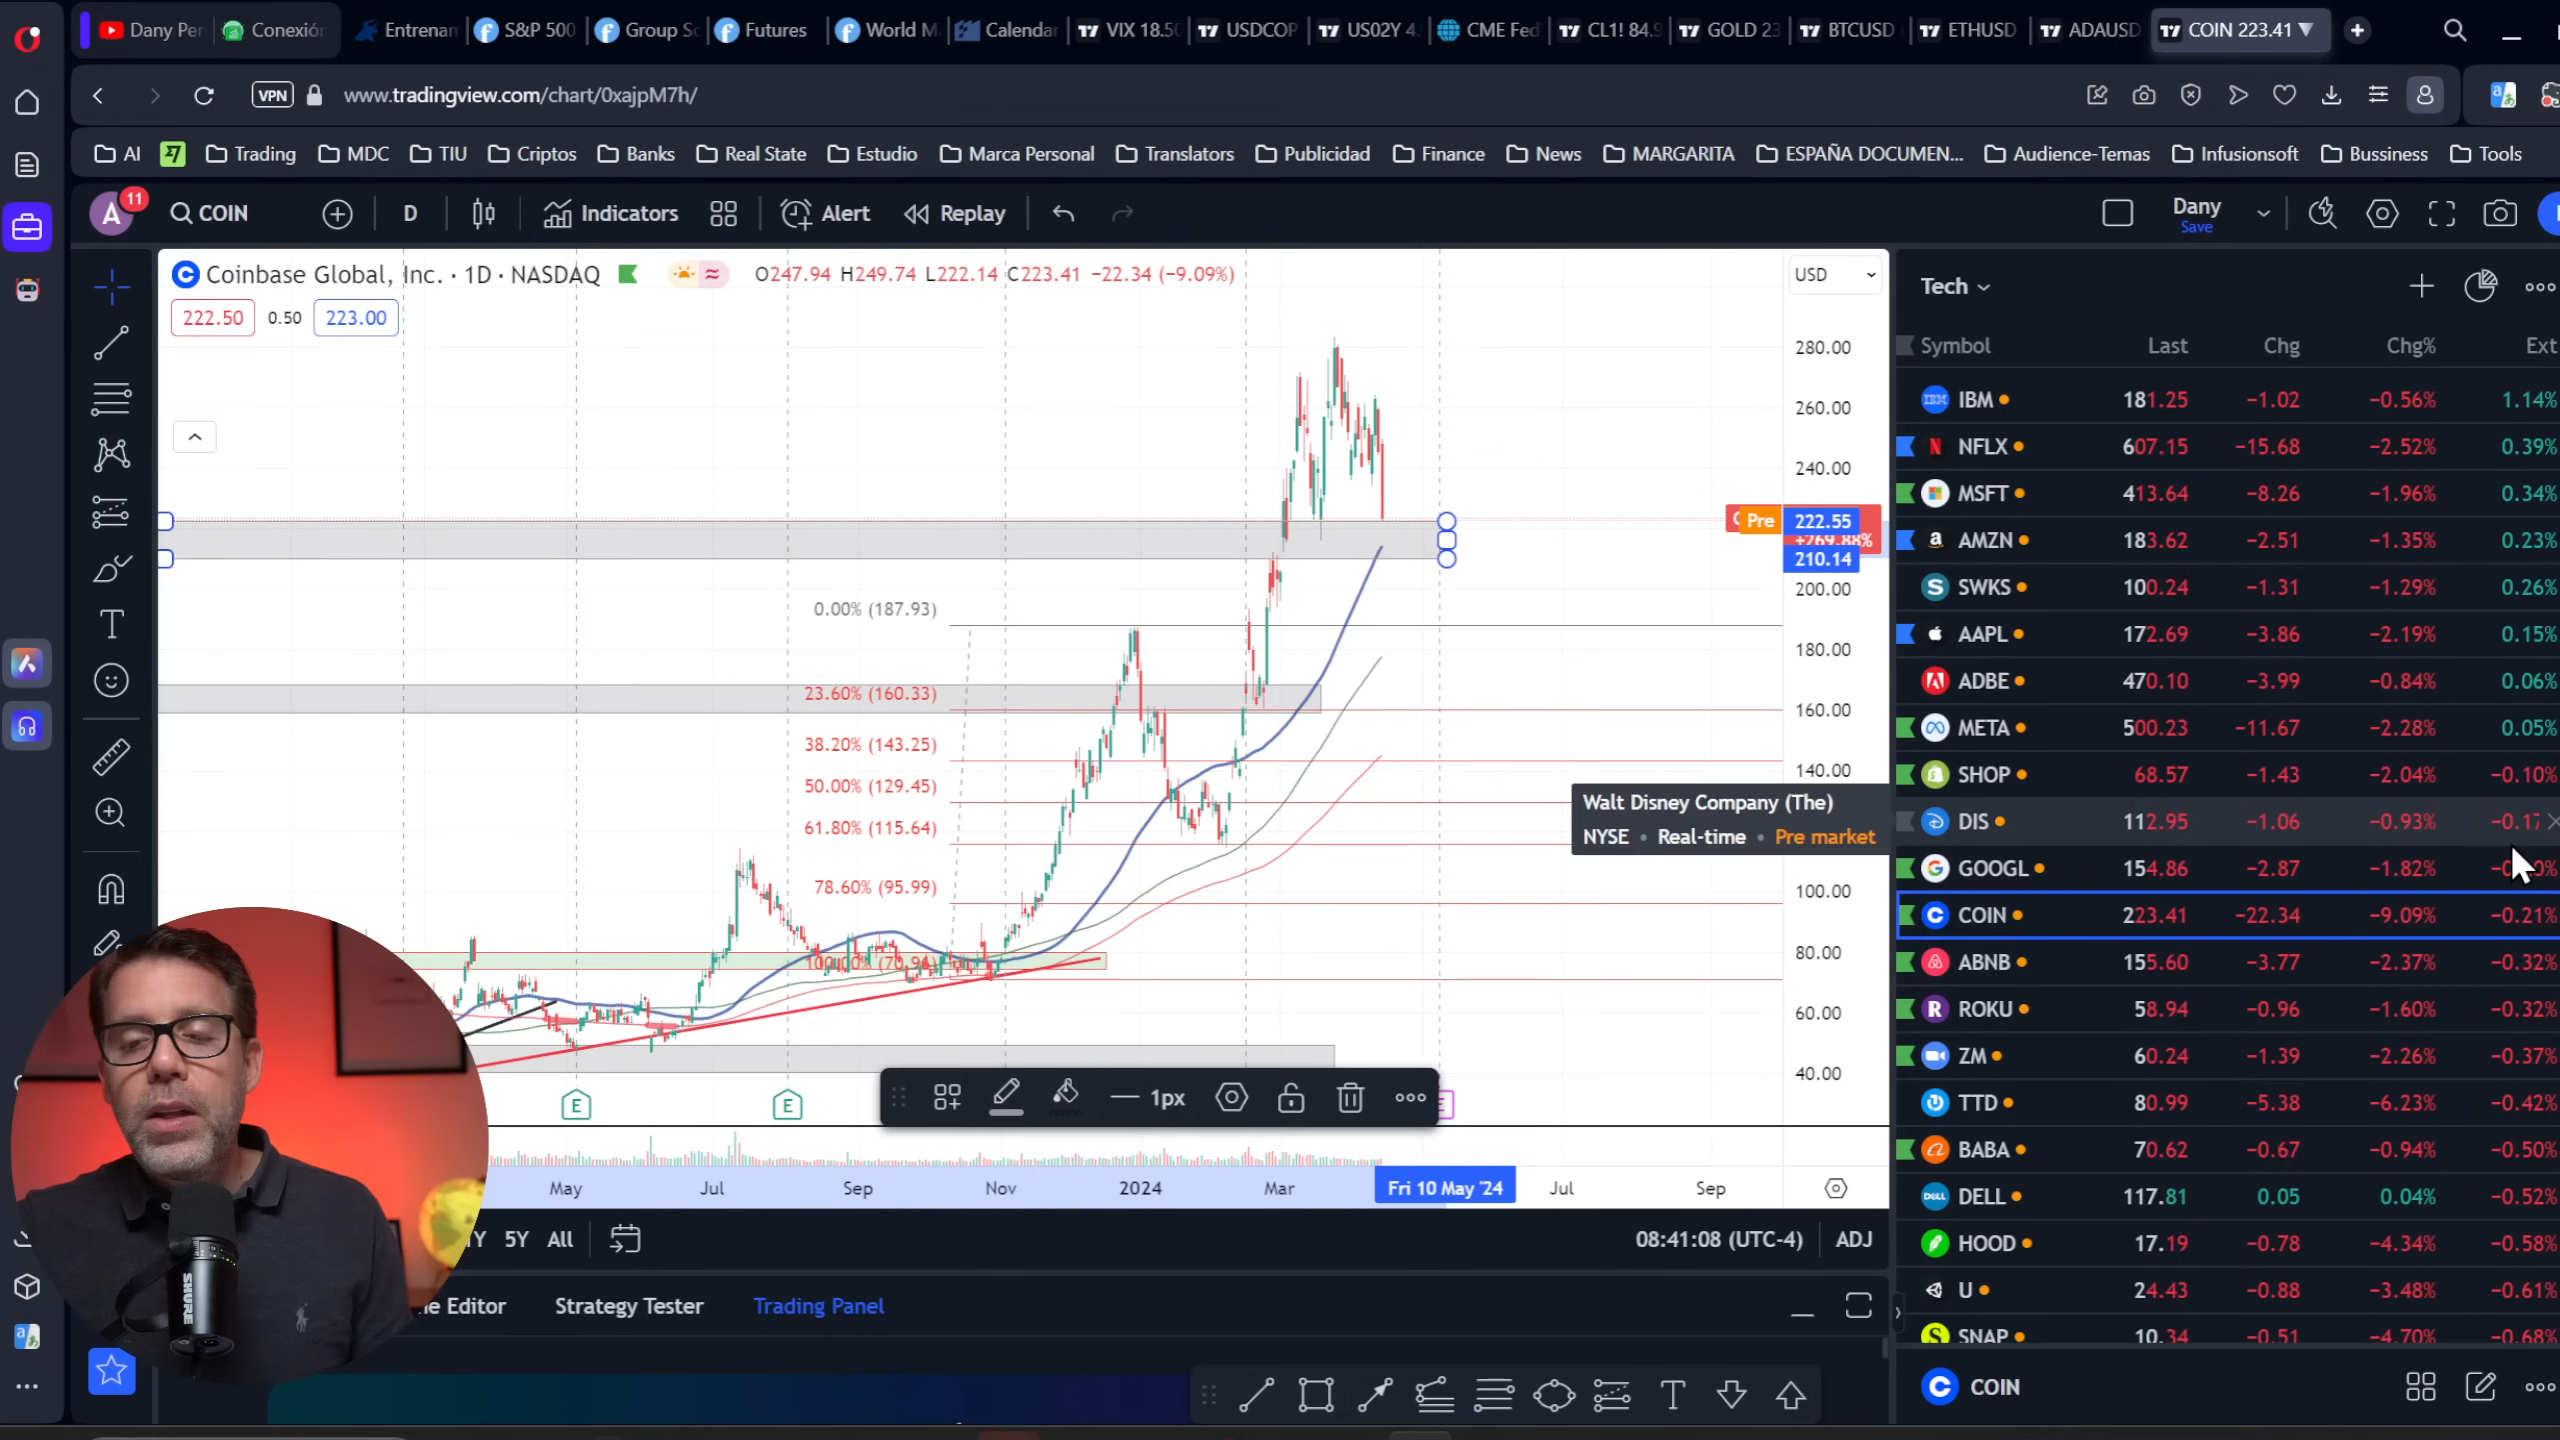 Dany Per
Conexión
Entrenam
S&P 500
Group Sc
Futures
World M
Calendar
VIX 18.50
USDCOP
US02Y 4.
CME Fed
CL1! 84.9
GOLD 23
BTCUSD
ETHUSD
ADAUSD
COIN 223.41 ▼
VPN
www.tradingview.com/chart/0xajpM7h/
AI
Trading
MDC
TIU
Criptos
Banks
Real State
Estudio
Marca Personal
Translators
Publicidad
Finance
News
MARGARITA
ESPAÑA DOCUMEN...
Audience-Temas
Infusionsoft
Bussiness
Tools
A
11
COIN
D
Indicators
Alert
Replay
Dany
Save
Coinbase Global, Inc. · 1D · NASDAQ
O247.94 H249.74 L222.14 C223.41 −22.34 (−9.09%)
USD
222.50
0.50
223.00
280.00
260.00
240.00
Pre
222.55
+269.88%
210.14
200.00
180.00
160.00
140.00
100.00
80.00
60.00
40.00
0.00% (187.93)
23.60% (160.33)
38.20% (143.25)
50.00% (129.45)
61.80% (115.64)
78.60% (95.99)
100.00% (70.96)
Walt Disney Company (The)
NYSE • Real-time • Pre market
E
E
1px
May
Jul
Sep
Nov
2024
Mar
Fri 10 May '24
Jul
Sep
5Y
All
08:41:08 (UTC-4)
ADJ
ne Editor
Strategy Tester
Trading Panel
SHURE
Tech
Symbol Last Chg Chg% Ext
IBM 181.25 −1.02 −0.56% 1.14%
NFLX 607.15 −15.68 −2.52% 0.39%
MSFT 413.64 −8.26 −1.96% 0.34%
AMZN 183.62 −2.51 −1.35% 0.23%
SWKS 100.24 −1.31 −1.29% 0.26%
AAPL 172.69 −3.86 −2.19% 0.15%
ADBE 470.10 −3.99 −0.84% 0.06%
META 500.23 −11.67 −2.28% 0.05%
SHOP 68.57 −1.43 −2.04% −0.10%
DIS 112.95 −1.06 −0.93% −0.17
GOOGL 154.86 −2.87 −1.82%
COIN 223.41 −22.34 −9.09% −0.21%
ABNB 155.60 −3.77 −2.37% −0.32%
ROKU 58.94 −0.96 −1.60% −0.32%
ZM 60.24 −1.39 −2.26% −0.37%
TTD 80.99 −5.38 −6.23% −0.42%
BABA 70.62 −0.67 −0.94% −0.50%
DELL 117.81 0.05 0.04% −0.52%
HOOD 17.19 −0.78 −4.34% −0.58%
U 24.43 −0.88 −3.48% −0.61%
SNAP 10.34 −0.51 −4.70% −0.68%
COIN